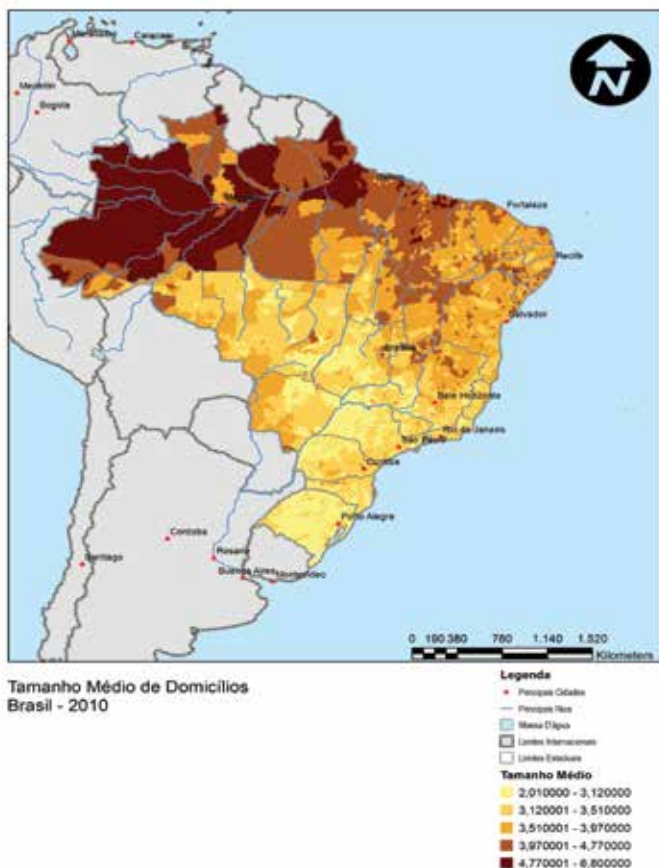 Caracas
Medellín
Bogota
N
Fortaleza
Recife
Salvador
Brasília
Belo Horizonte
Rio de Janeiro
São Paulo
Curitiba
Porto Alegre
Cordoba
Rosario
Santiago
Buenos Aires
Montevideo
0 190 380 760 1.140 1.520
Kilometers
Tamanho Médio de Domicílios
Brasil - 2010
Legenda
Principais Cidades
Principais Rios
Massa D'água
Limites Internacionais
Limites Estaduais
Tamanho Médio
2,010000 - 3,120000
3,120001 - 3,510000
3,510001 - 3,970000
3,970001 - 4,770000
4,770001 - 6,800000